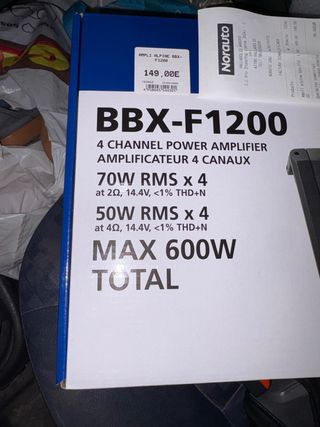 Norauto
AMPLI ALPINE BBX-
F1200
149,00E
BBX-F1200
4 CHANNEL POWER AMPLIFIER
AMPLIFICATEUR 4 CANAUX
70W RMS x 4
at 2Ω, 14.4V, <1% THD+N
50W RMS x 4
at 4Ω, 14.4V, <1% THD+N
MAX 600W
TOTAL